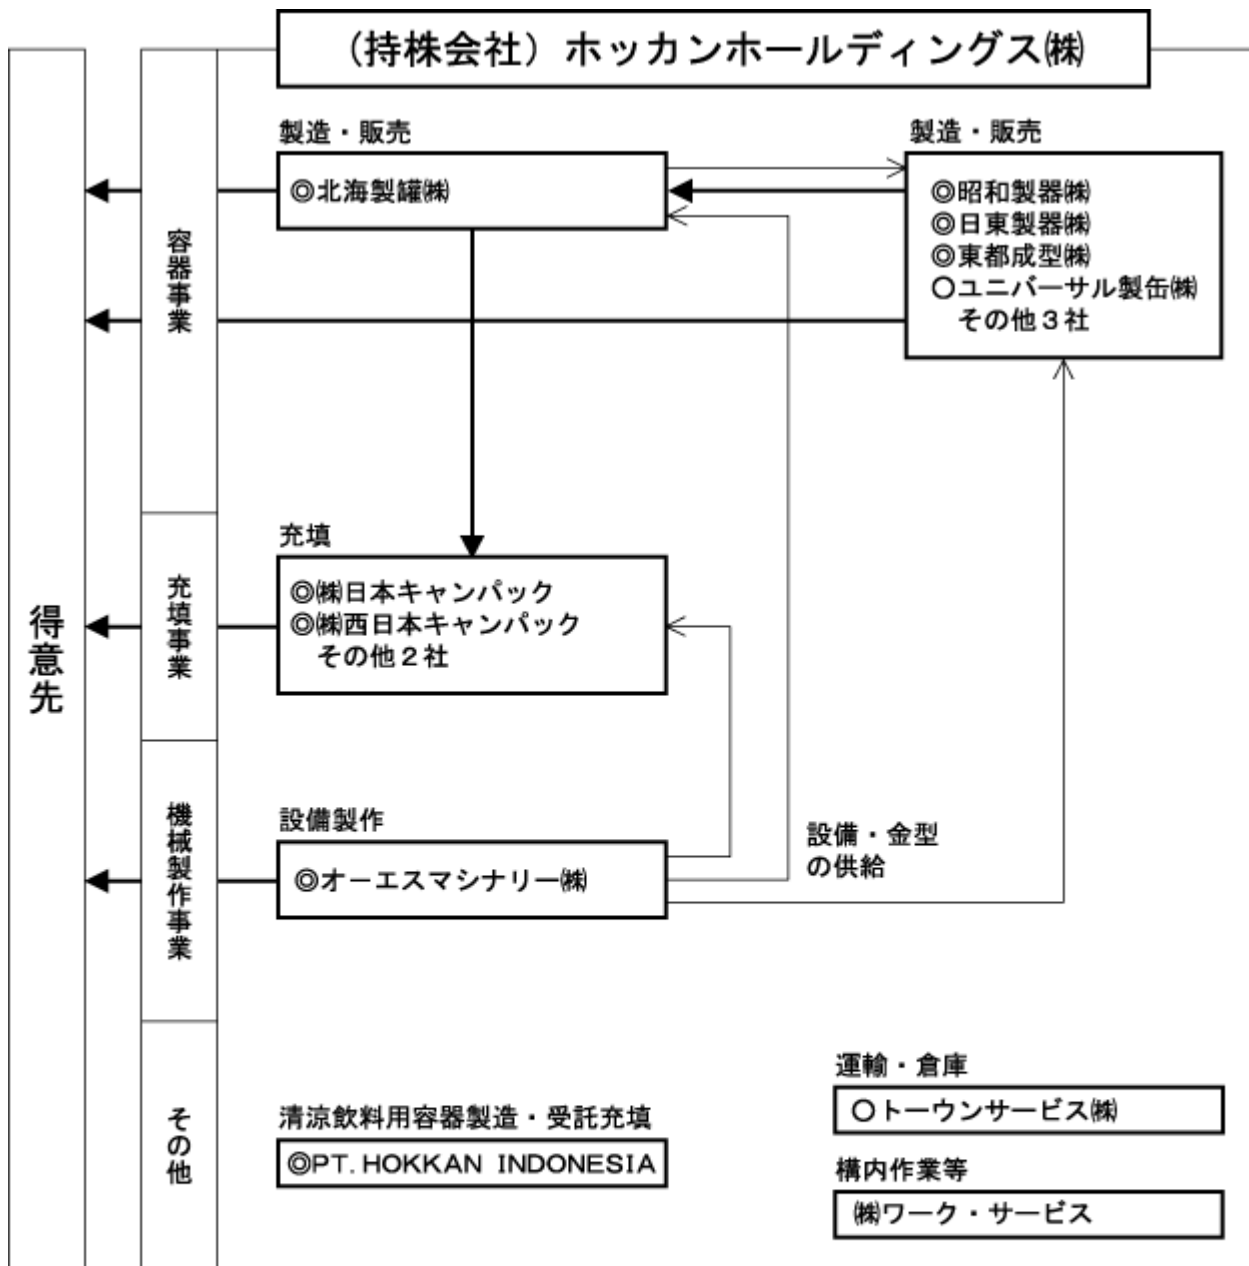 （持株会社）ホッカンホールディングス㈱
得意先
容器事業
製造・販売
◎北海製罐㈱
製造・販売
◎昭和製器㈱
◎日東製器㈱
◎東都成型㈱
○ユニバーサル製缶㈱
その他３社
充填事業
充填
◎㈱日本キャンパック
◎㈱西日本キャンパック
その他２社
機械製作事業
設備製作
◎オーエスマシナリー㈱
設備・金型
の供給
その他
清涼飲料用容器製造・受託充填
◎PT. HOKKAN INDONESIA
運輸・倉庫
○トーウンサービス㈱
構内作業等
㈱ワーク・サービス